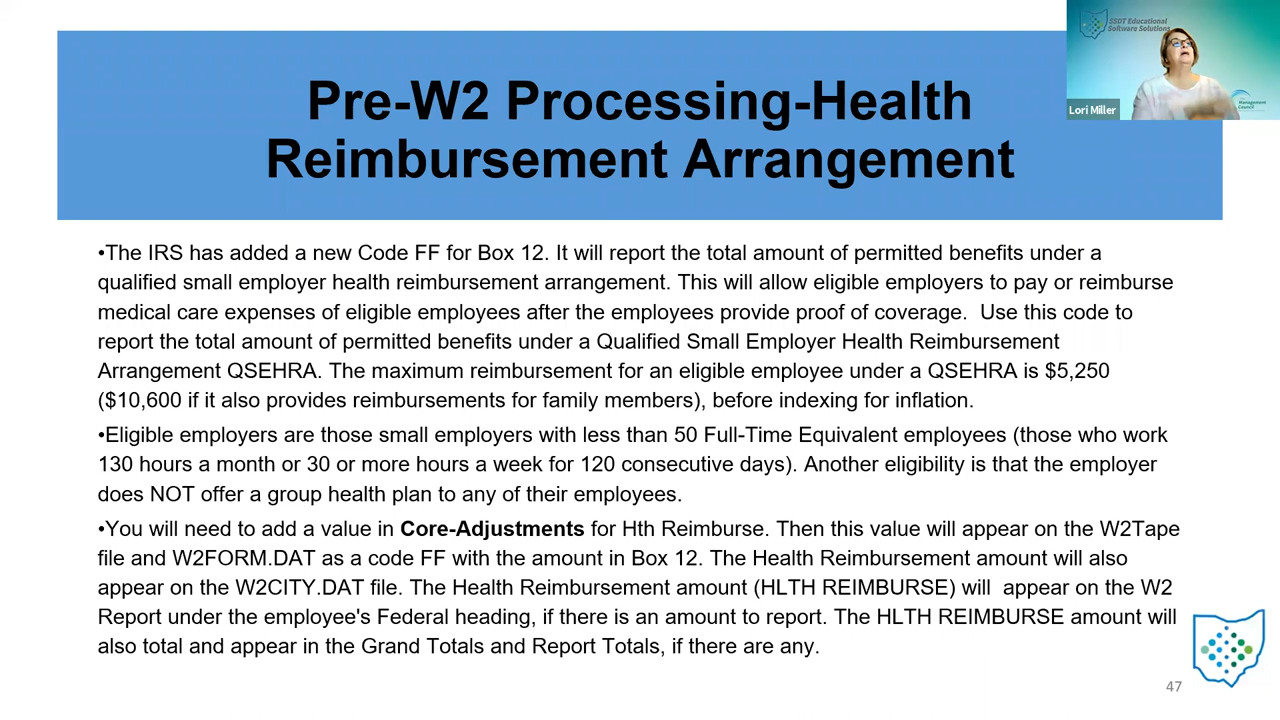 SSDT Educational
Software Solutions
Management
Council
Lori Miller
Pre-W2 Processing-Health
Reimbursement Arrangement
•The IRS has added a new Code FF for Box 12. It will report the total amount of permitted benefits under a
qualified small employer health reimbursement arrangement. This will allow eligible employers to pay or reimburse
medical care expenses of eligible employees after the employees provide proof of coverage.  Use this code to
report the total amount of permitted benefits under a Qualified Small Employer Health Reimbursement
Arrangement QSEHRA. The maximum reimbursement for an eligible employee under a QSEHRA is $5,250
($10,600 if it also provides reimbursements for family members), before indexing for inflation.
•Eligible employers are those small employers with less than 50 Full-Time Equivalent employees (those who work
130 hours a month or 30 or more hours a week for 120 consecutive days). Another eligibility is that the employer
does NOT offer a group health plan to any of their employees.
•You will need to add a value in Core-Adjustments for Hth Reimburse. Then this value will appear on the W2Tape
file and W2FORM.DAT as a code FF with the amount in Box 12. The Health Reimbursement amount will also
appear on the W2CITY.DAT file. The Health Reimbursement amount (HLTH REIMBURSE) will  appear on the W2
Report under the employee's Federal heading, if there is an amount to report. The HLTH REIMBURSE amount will
also total and appear in the Grand Totals and Report Totals, if there are any.
47